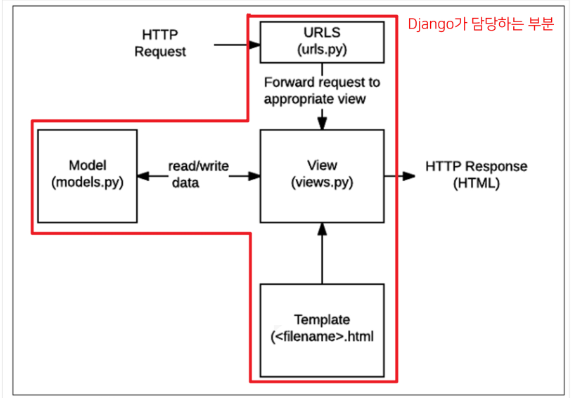 Django가 담당하는 부분
HTTP
Request
URLS
(urls.py)
Forward request to
appropriate view
Model
(models.py)
read/write
data
View
(views.py)
HTTP Response
(HTML)
Template
(<filename>.html